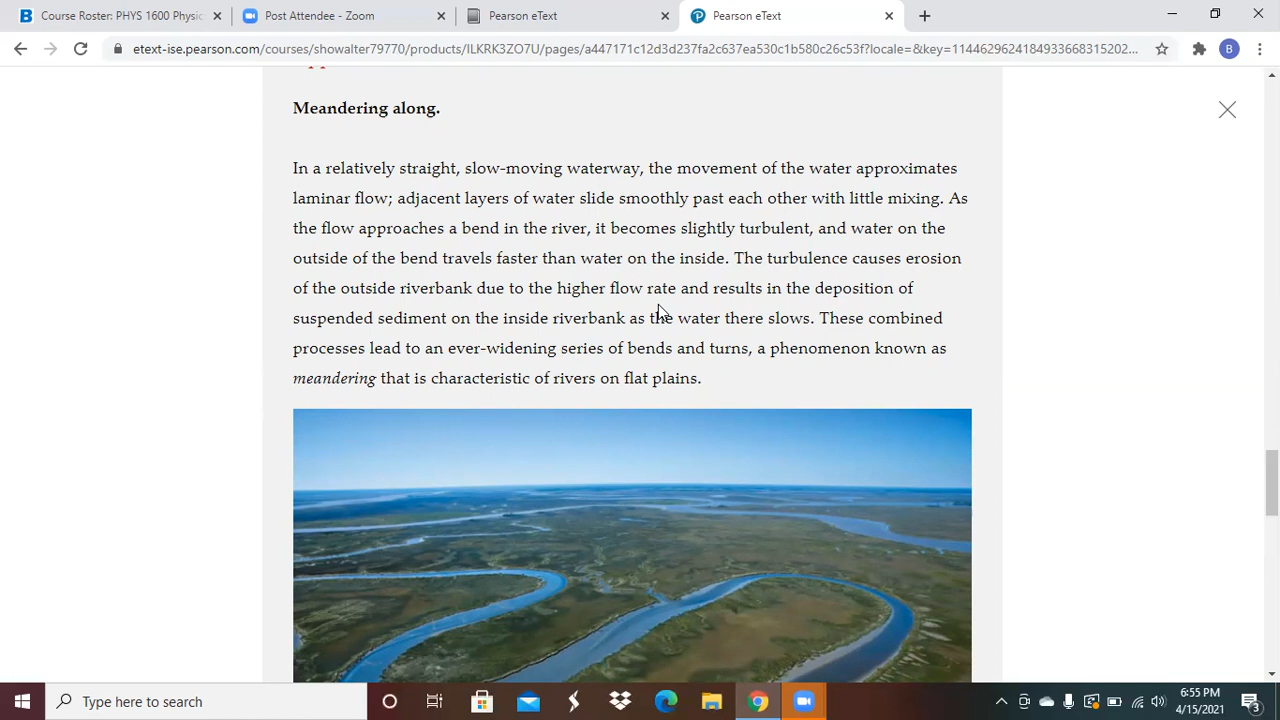 Course Roster: PHYS 1600 Physic
Post Attendee - Zoom
Pearson eText
Pearson eText
etext-ise.pearson.com/courses/showalter79770/products/ILKRK3ZO7U/pages/a447171c12d3d237fa2c637ea530c1b580c26c53f?locale=&key=11446296241849336683152​02...
B
Meandering along.
In a relatively straight, slow-moving waterway, the movement of the water approximates
laminar flow; adjacent layers of water slide smoothly past each other with little mixing. As
the flow approaches a bend in the river, it becomes slightly turbulent, and water on the
outside of the bend travels faster than water on the inside. The turbulence causes erosion
of the outside riverbank due to the higher flow rate and results in the deposition of
suspended sediment on the inside riverbank as the water there slows. These combined
processes lead to an ever-widening series of bends and turns, a phenomenon known as
meandering that is characteristic of rivers on flat plains.
Type here to search
6:55 PM
4/15/2021
3